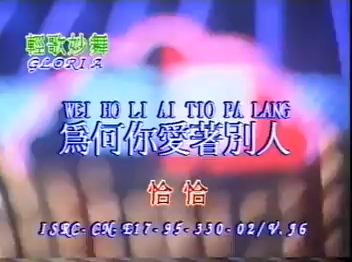 輕歌妙舞
GLORIA
WEI HO LI AI TIO PA LANG
爲何你愛著別人
恰恰
ISRC-CN-E17-95-330-02/V.J6